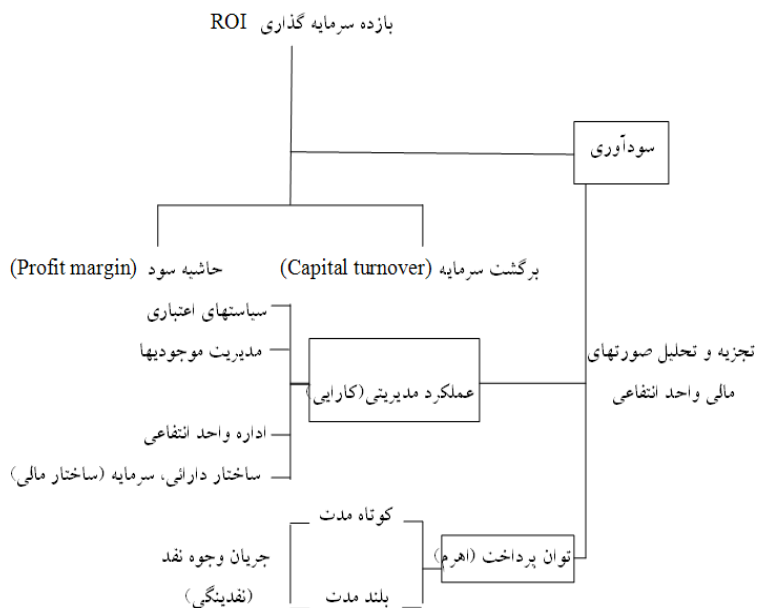 بازده سرمایه گذاری ROI
سودآوری
حاشیه سود (Profit margin)
برگشت سرمایه (Capital turnover)
سیاستهای اعتباری
مدیریت موجودیها
عملکرد مدیریتی(کارایی)
اداره واحد انتفاعی
ساختار دارائی، سرمایه (ساختار مالی)
تجزیه و تحلیل صورتهای
مالی واحد انتفاعی
توان پرداخت (اهرم)
کوتاه مدت
بلند مدت
جریان وجوه نقد
(نقدینگی)